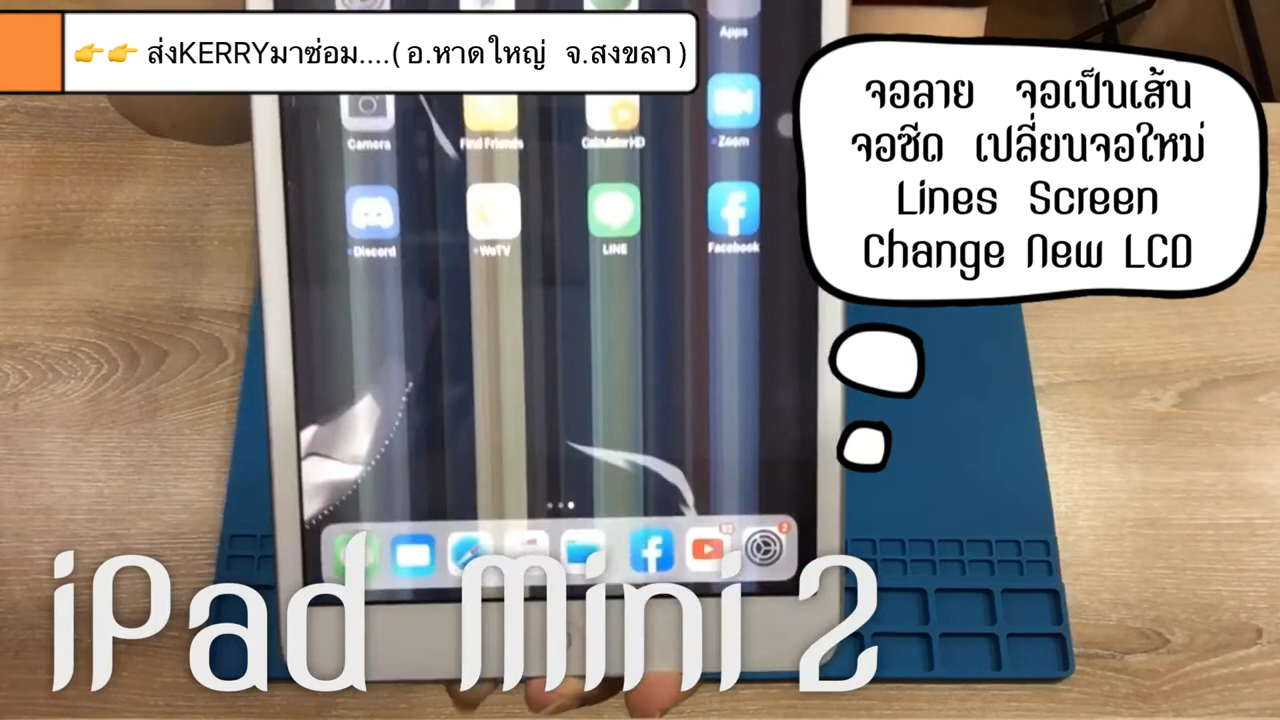 👉👉 ส่งKERRYมาซ่อม....( อ.หาดใหญ่ จ.สงขลา )
Apps
จอลาย จอเป็นเส้น
จอซีด เปลี่ยนจอใหม่
Lines Screen
Change New LCD
Camera Find Friends Calculator HD Zoom
Discord WeTV LINE Facebook
iPad Mini 2